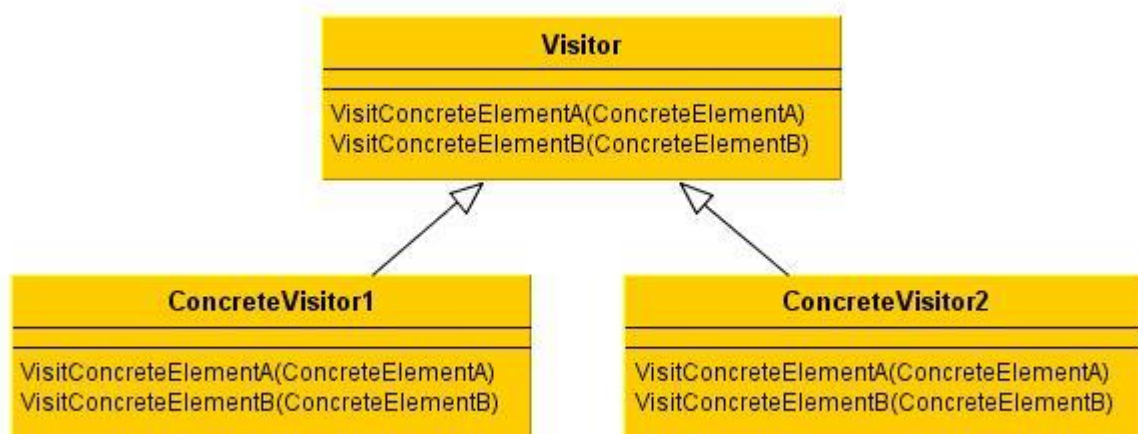 Visitor
VisitConcreteElementA(ConcreteElementA)
VisitConcreteElementB(ConcreteElementB)
ConcreteVisitor1
VisitConcreteElementA(ConcreteElementA)
VisitConcreteElementB(ConcreteElementB)
ConcreteVisitor2
VisitConcreteElementA(ConcreteElementA)
VisitConcreteElementB(ConcreteElementB)